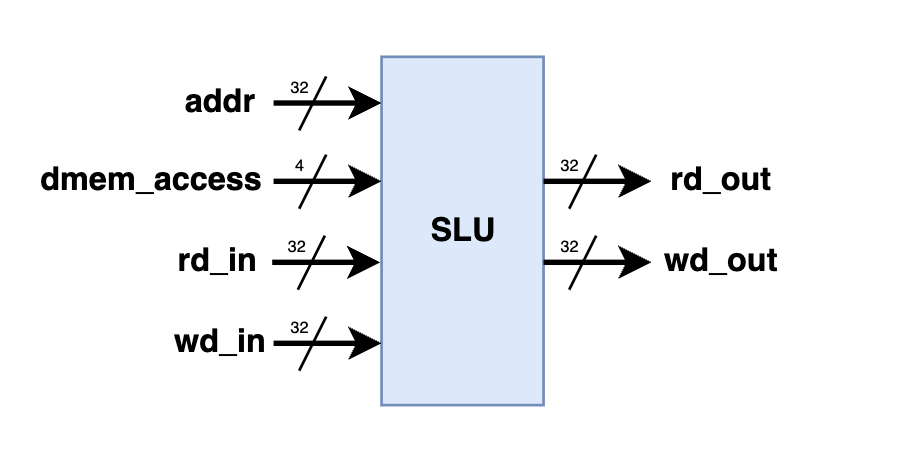 32
addr
4
dmem_access
32
rd_out
SLU
32
rd_in
32
wd_out
32
wd_in